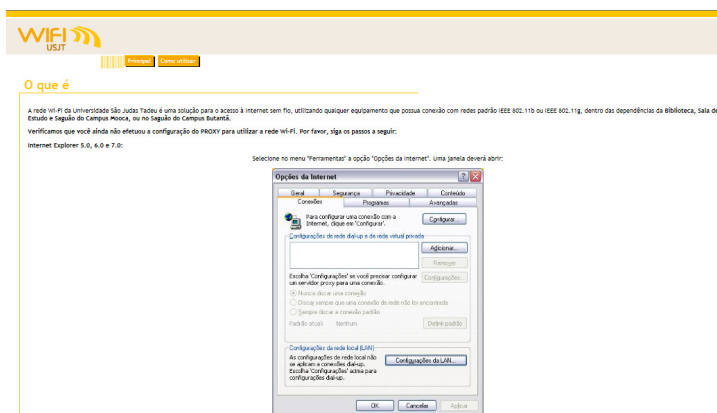 WIFI
USJT
Principal Como utilizar
O que é
A rede Wi-Fi da Universidade São Judas Tadeu é uma solução para o acesso à Internet sem fio, utilizando qualquer equipamento que possua conexão com redes padrão IEEE 802.11b ou IEEE 802.11g, dentro das dependências da Biblioteca, Sala de
Estudo e Saguão do Campus Mooca, ou no Saguão do Campus Butantã.
Verificamos que você ainda não efetuou a configuração do PROXY para utilizar a rede Wi-Fi. Por favor, siga os passos a seguir:
Internet Explorer 5.0, 6.0 e 7.0:
Selecione no menu "Ferramentas" a opção "Opções da Internet". Uma janela deverá abrir:
Opções da Internet
Geral Segurança Privacidade Conteúdo
Conexões Programas Avançadas
Para configurar uma conexão com a
Internet, clique em 'Configurar'.
Configurar...
Configurações de rede dial-up e de rede virtual privada
Adicionar...
Remover
Escolha 'Configurações' se você precisar configurar
um servidor proxy para uma conexão.
Configurações...
Nunca discar uma conexão
Discar sempre que uma conexão de rede não for encontrada
Sempre discar a conexão padrão
Padrão atual: Nenhum Definir padrão
Configurações da rede local (LAN)
As configurações de rede local não
se aplicam a conexões dial-up.
Escolha 'Configurações' acima para
configurações dial-up.
Configurações da LAN...
OK Cancelar Aplicar